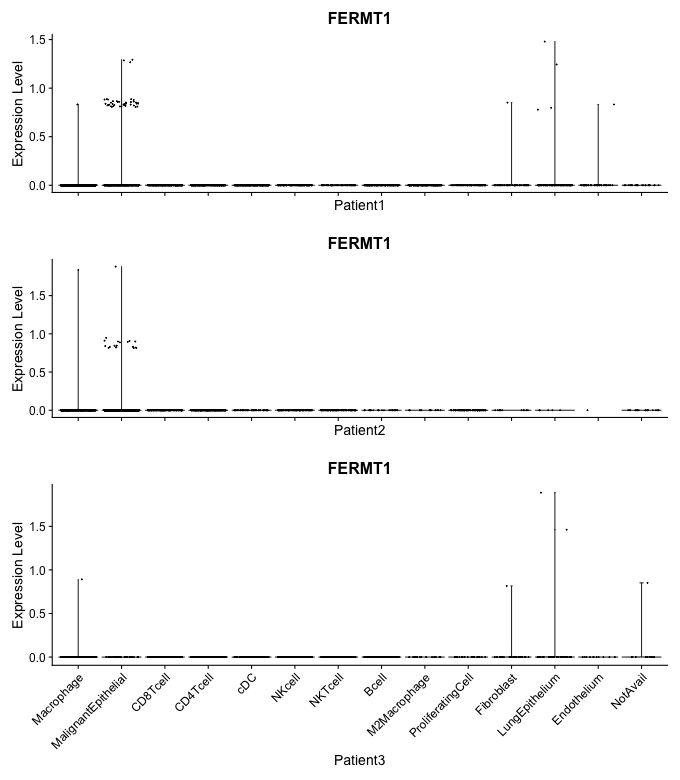 FERMT1
Expression Level
1.5
1.0
0.5
0.0
Patient1
FERMT1
Expression Level
1.5
1.0
0.5
0.0
Patient2
FERMT1
Expression Level
1.5
1.0
0.5
0.0
Macrophage
MalignantEpithelial
CD8Tcell
CD4Tcell
cDC
NKcell
NKTcell
Bcell
M2Macrophage
ProliferatingCell
Fibroblast
LungEpithelium
Endothelium
NotAvail
Patient3